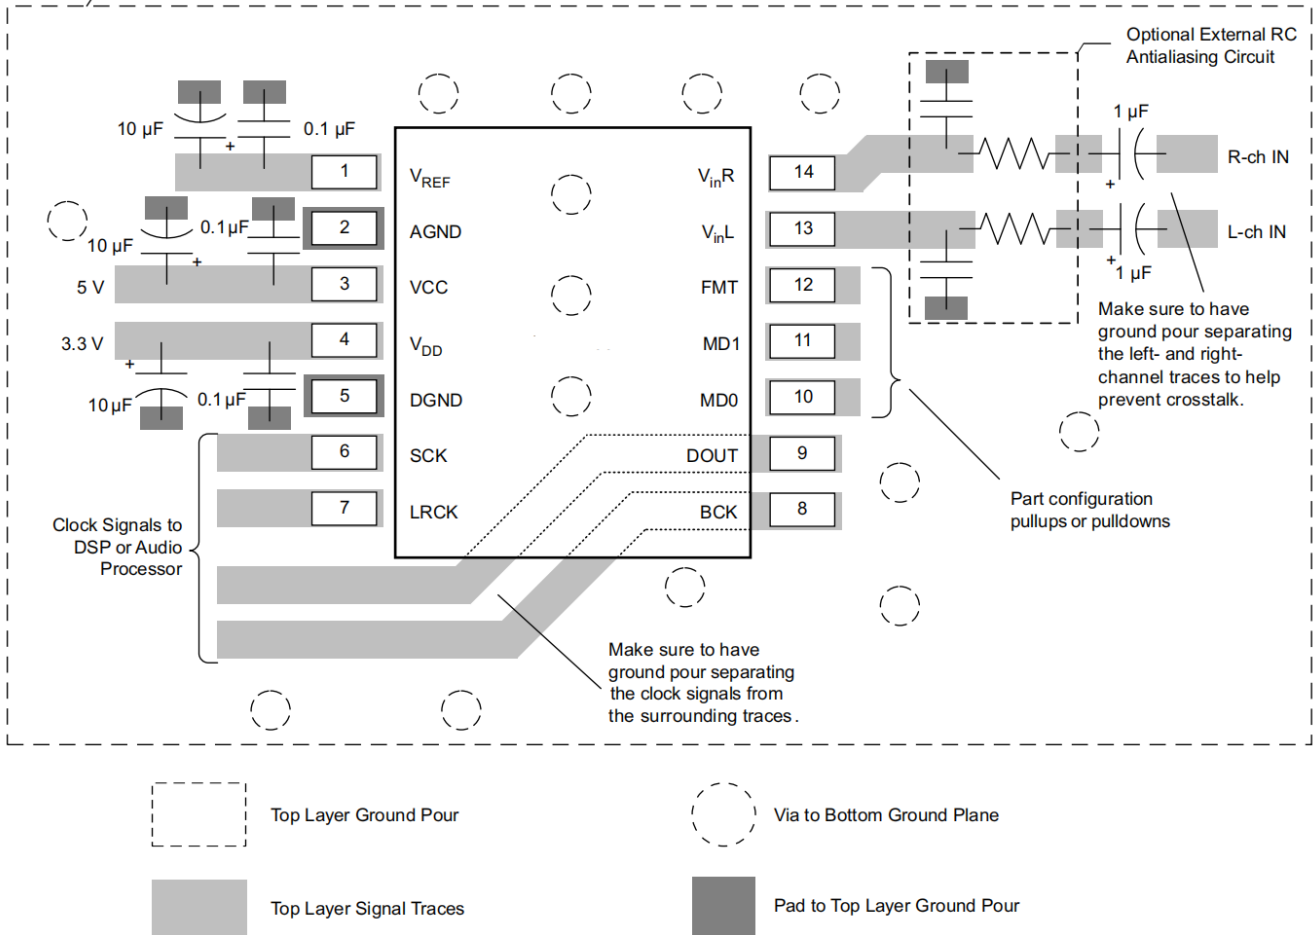 Optional External RC
Antialiasing Circuit
10 µF
+
0.1 µF
1 µF
+
R-ch IN
1
VREF
VinR
14
2
AGND
0.1µF
10 µF
+
VinL
13
L-ch IN
+
1 µF
5 V
3
VCC
FMT
12
Make sure to have
ground pour separating
the left- and right-
channel traces to help
prevent crosstalk.
3.3 V
4
VDD
MD1
11
+
10µF
0.1µF
5
DGND
MD0
10
6
SCK
DOUT
9
7
LRCK
BCK
8
Part configuration
pullups or pulldowns
Clock Signals to
DSP or Audio
Processor
Make sure to have
ground pour separating
the clock signals from
the surrounding traces.
Top Layer Ground Pour
Via to Bottom Ground Plane
Top Layer Signal Traces
Pad to Top Layer Ground Pour